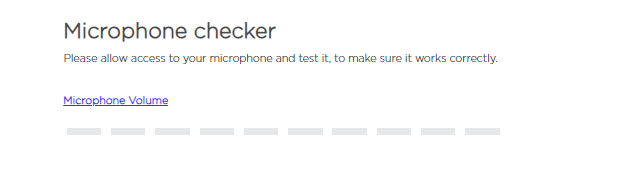 Microphone checker
Please allow access to your microphone and test it, to make sure it works correctly.
Microphone Volume